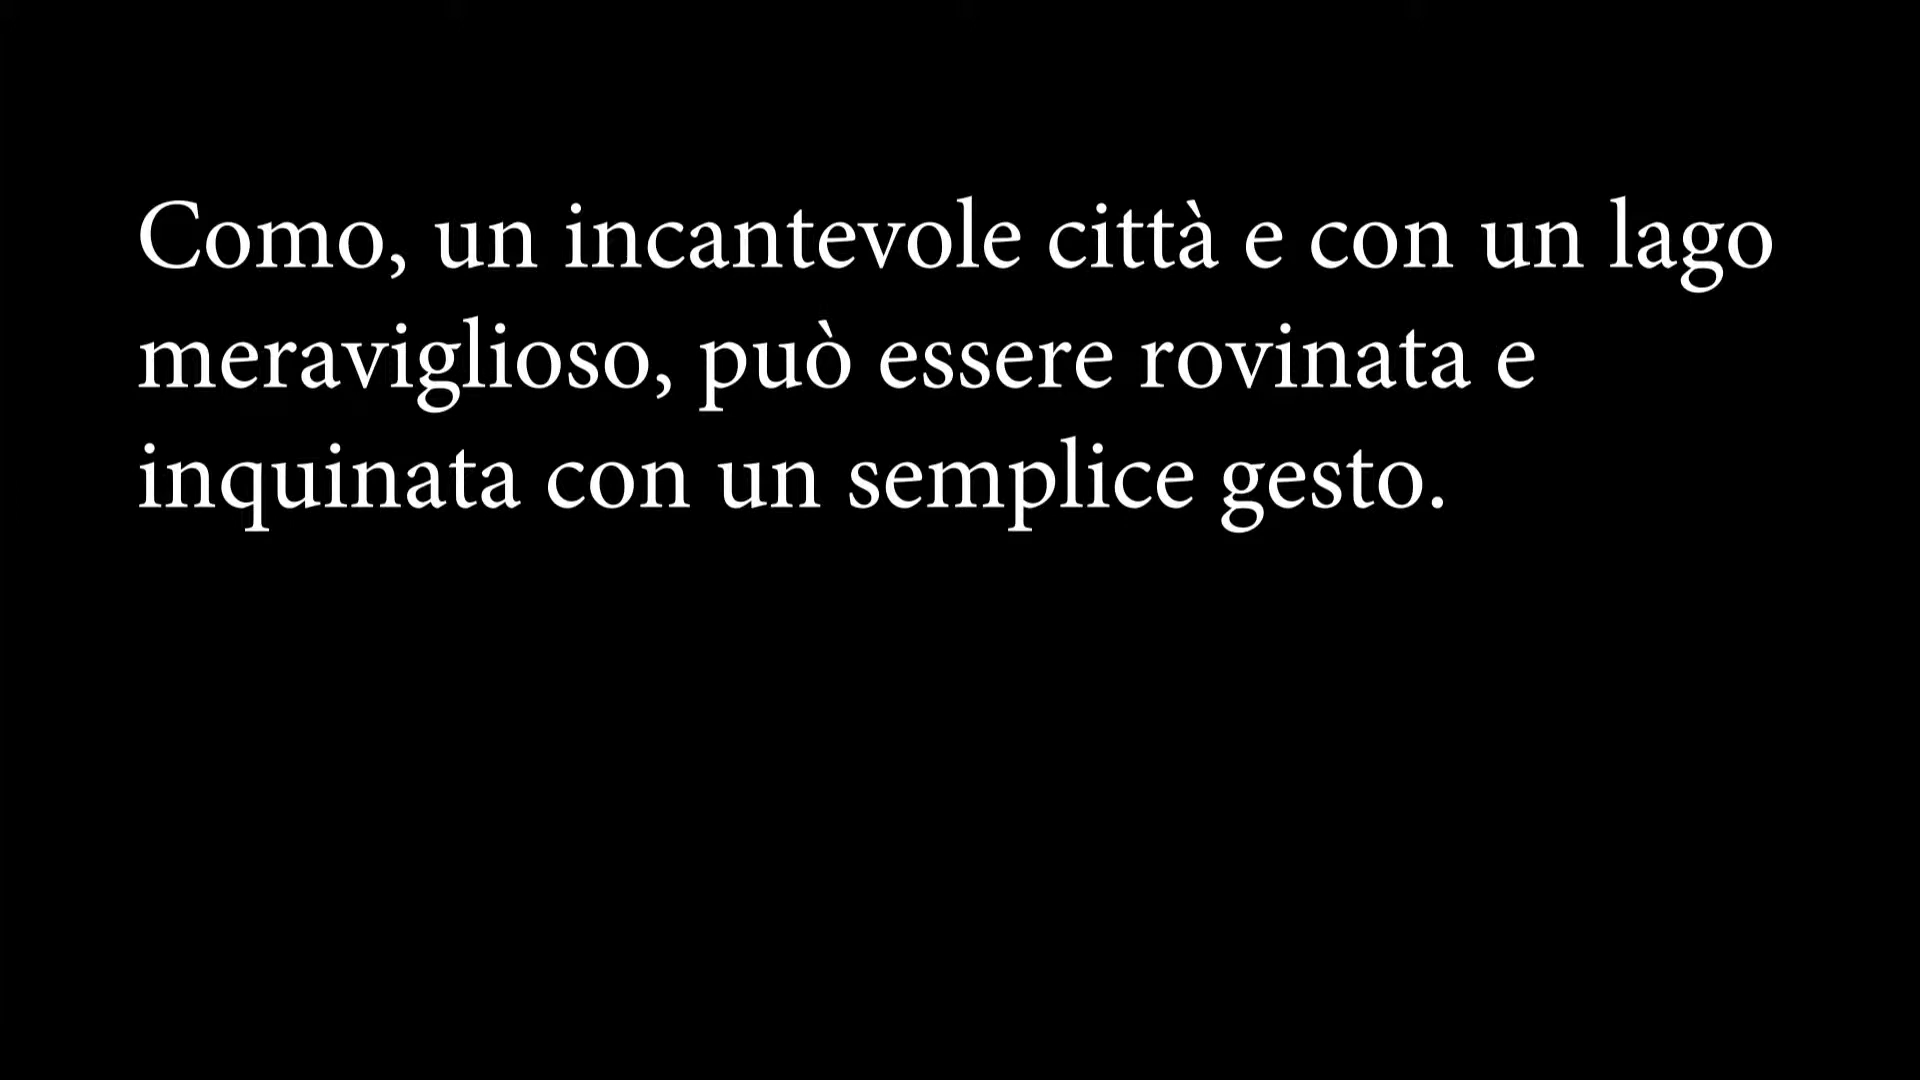 Como, un incantevole città e con un lago
meraviglioso, può essere rovinata e
inquinata con un semplice gesto.